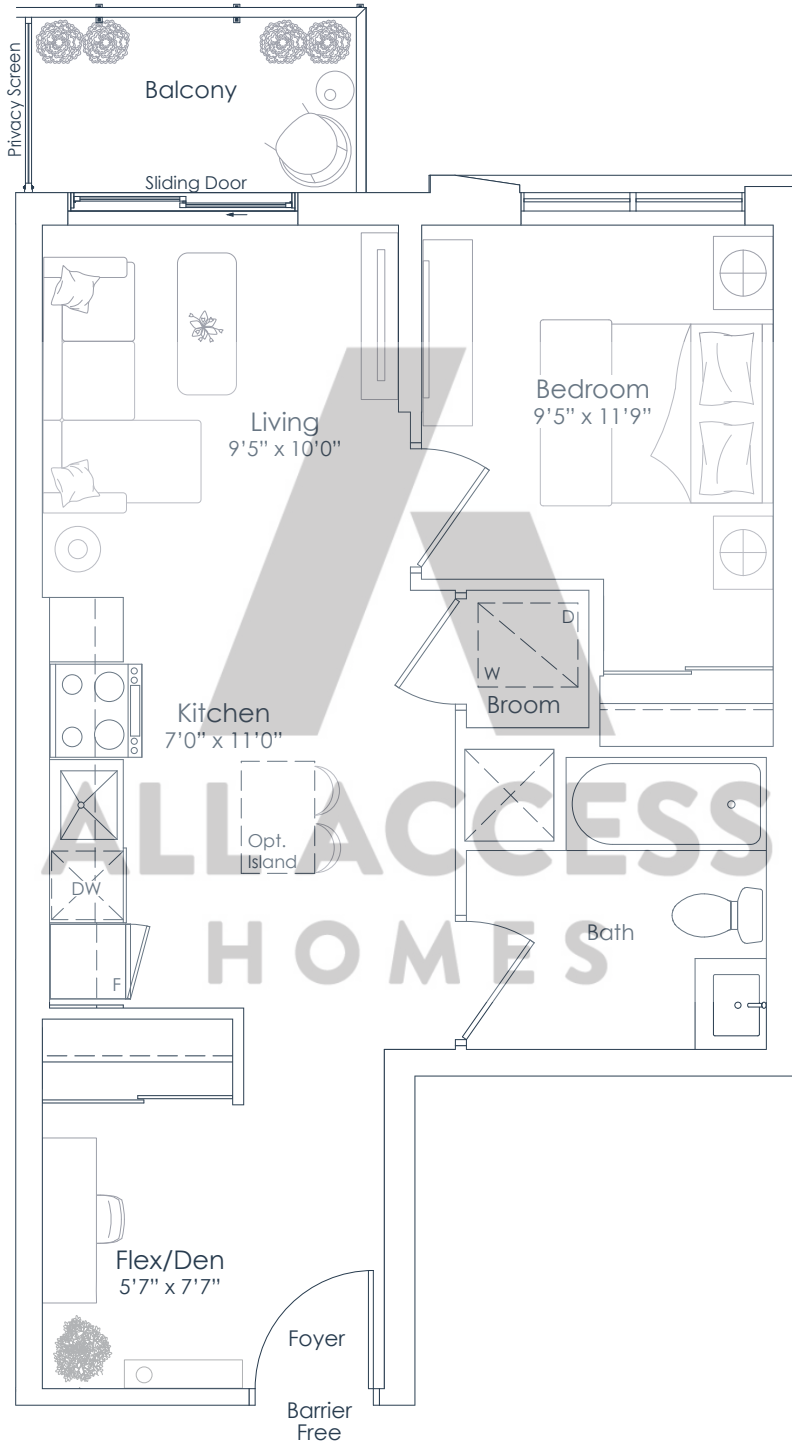 Privacy Screen
Balcony
Sliding Door
Living
9'5" x 10'0"
Bedroom
9'5" x 11'9"
D
W
Broom
Kitchen
7'0" x 11'0"
Opt.
Island
DW
F
ALL ACCESS
HOMES
Bath
Flex/Den
5'7" x 7'7"
Foyer
Barrier
Free